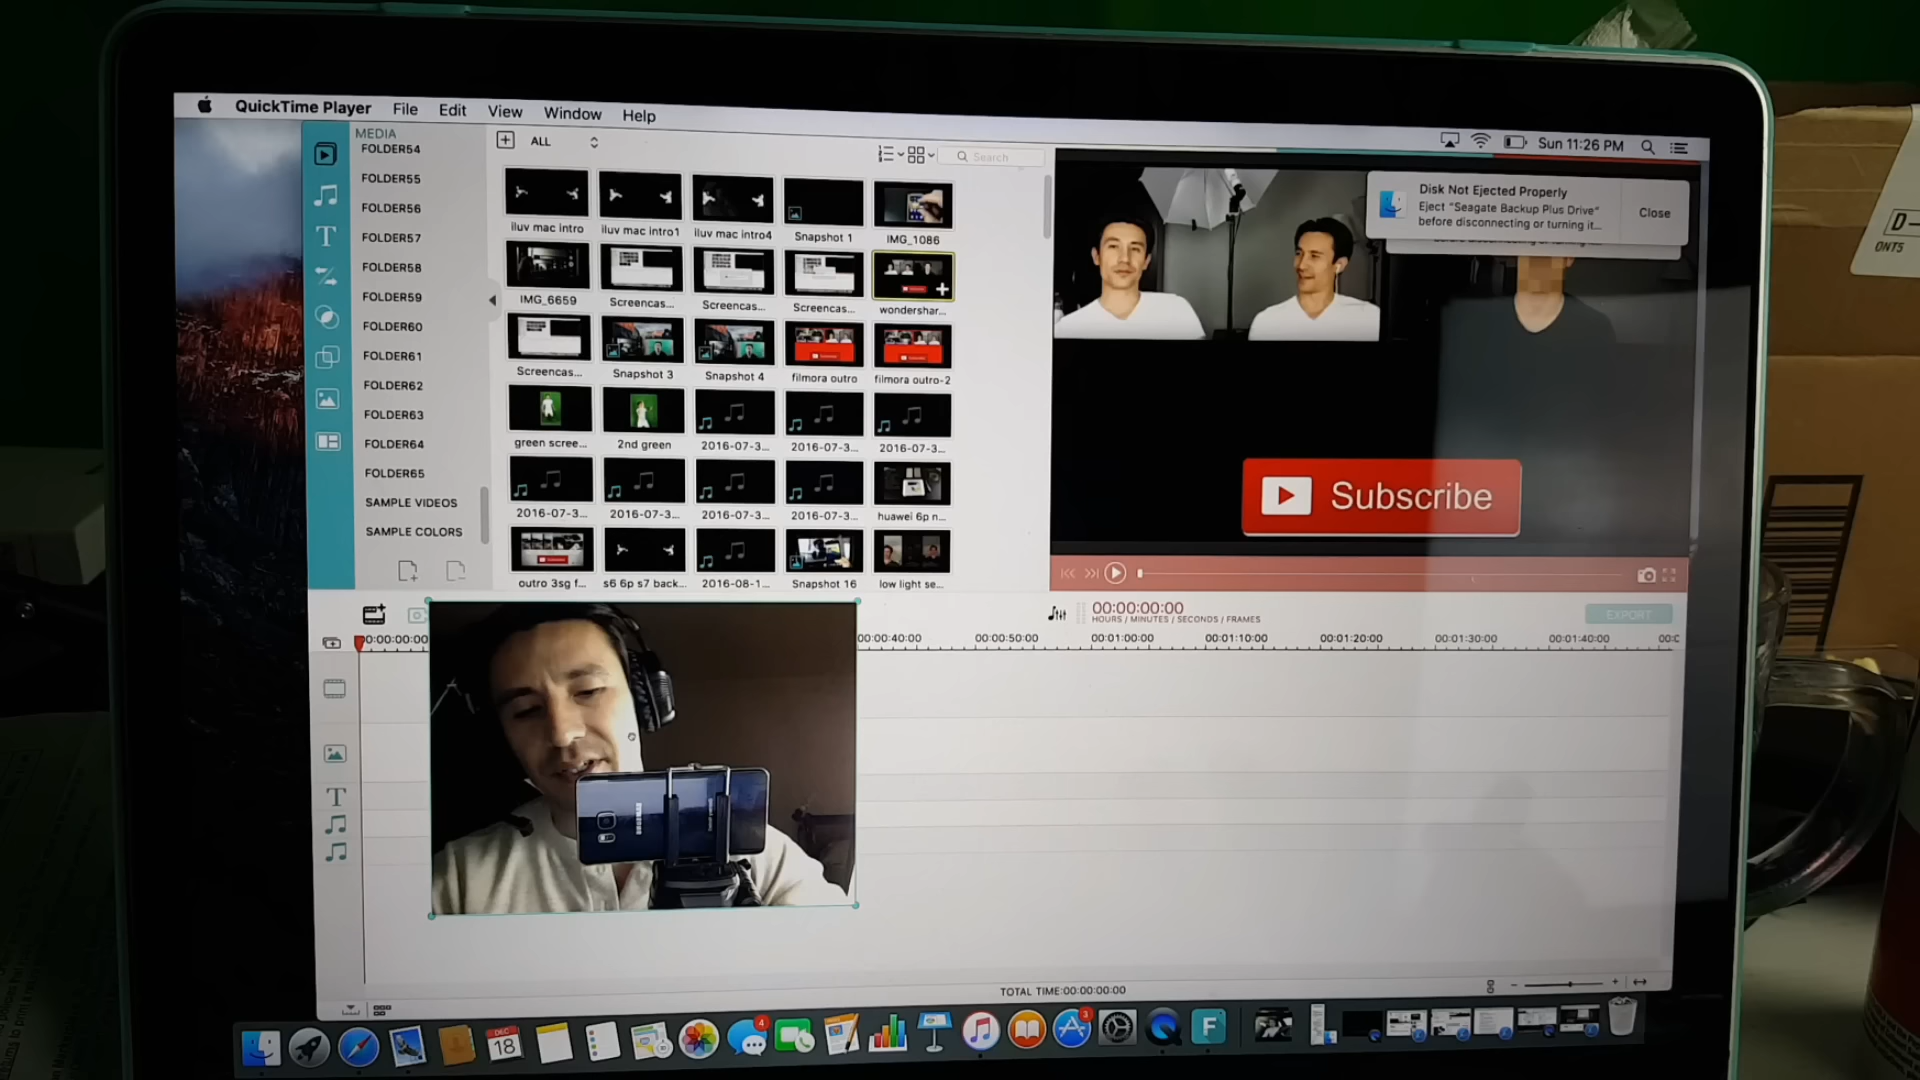 QuickTime Player File Edit View Window Help
Sun 11:26 PM
MEDIA
FOLDER54
FOLDER55
FOLDER56
FOLDER57
FOLDER58
FOLDER59
FOLDER60
FOLDER61
FOLDER62
FOLDER63
FOLDER64
FOLDER65
SAMPLE VIDEOS
SAMPLE COLORS
ALL
Search
iluv mac intro iluv mac intro1 iluv mac intro4 Snapshot 1 IMG_1086
IMG_6659 Screencas... Screencas... Screencas... wondershar...
Screencas... Snapshot 3 Snapshot 4 filmora outro filmora outro-2
green scree... 2nd green 2016-07-3... 2016-07-3... 2016-07-3...
2016-07-3... 2016-07-3... 2016-07-3... 2016-07-3... huawei 6p n...
outro 3sg f... s6 6p s7 back... 2016-08-1... Snapshot 16 low light se...
Disk Not Ejected Properly
Eject "Seagate Backup Plus Drive"
before disconnecting or turning it...
Close
Subscribe
00:00:00:00
HOURS / MINUTES / SECONDS / FRAMES
EXPORT
00:00:40:00 00:00:50:00 00:01:00:00 00:01:10:00 00:01:20:00 00:01:30:00 00:01:40:00
SAMSUNG
TOTAL TIME:00:00:00:00
DEC
18
4
3
F
D-
ONT5